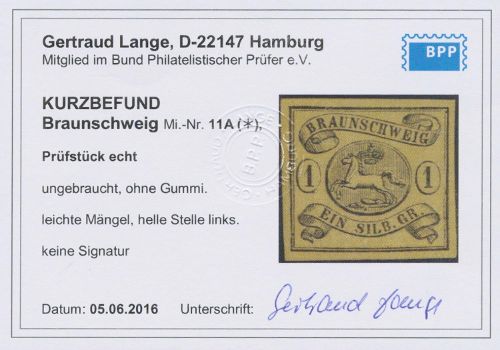 Gertraud Lange, D-22147 Hamburg
Mitglied im Bund Philatelistischer Prüfer e.V.
BPP
KURZBEFUND
Braunschweig Mi.-Nr. 11A (*),
Prüfstück echt
ungebraucht, ohne Gummi.
leichte Mängel, helle Stelle links.
keine Signatur
BRAUNSCHWEIG
1 1
EIN SILB. GR.
Datum: 05.06.2016 Unterschrift: Gertraud Lange